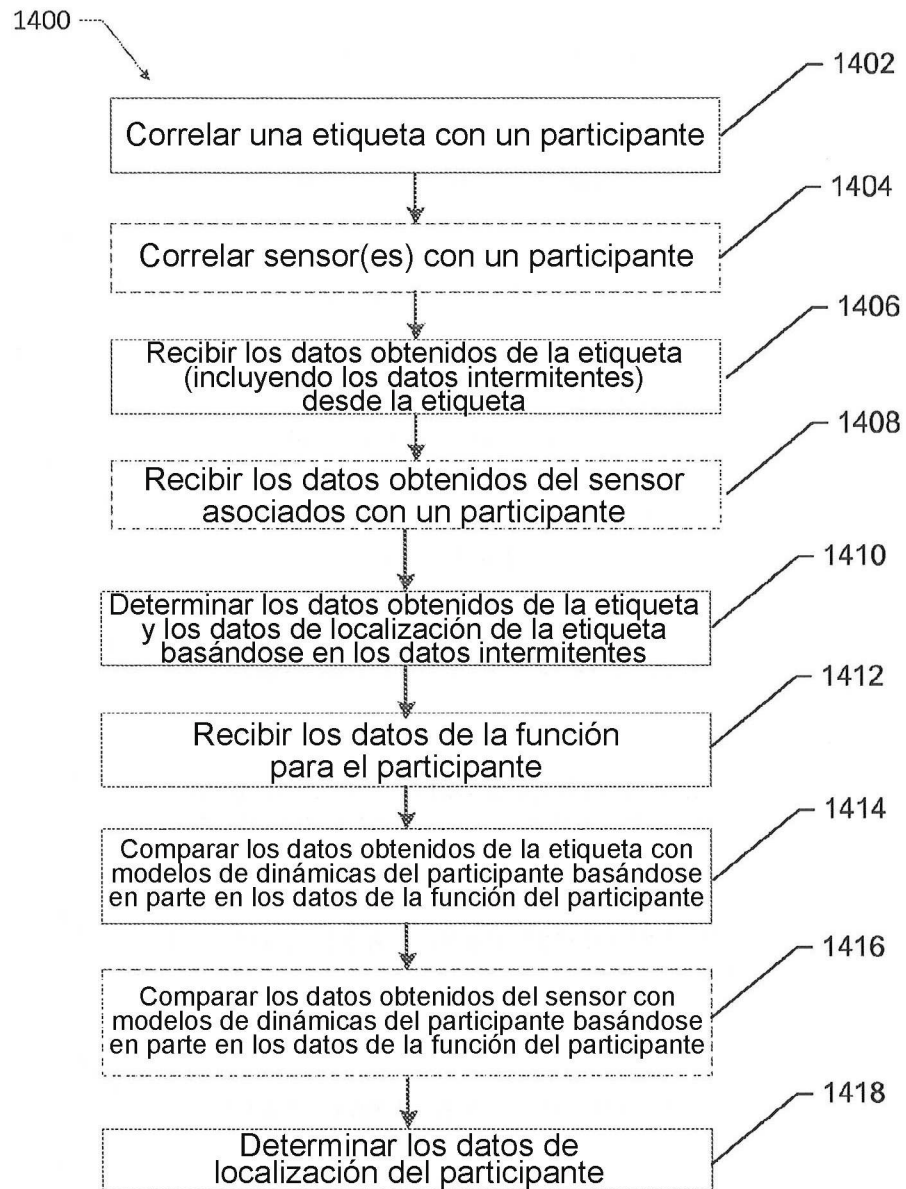 1400
1402
Correlar una etiqueta con un participante
1404
Correlar sensor(es) con un participante
1406
Recibir los datos obtenidos de la etiqueta
(incluyendo los datos intermitentes)
desde la etiqueta
1408
Recibir los datos obtenidos del sensor
asociados con un participante
1410
Determinar los datos obtenidos de la etiqueta
y los datos de localización de la etiqueta
basándose en los datos intermitentes
1412
Recibir los datos de la función
para el participante
1414
Comparar los datos obtenidos de la etiqueta con
modelos de dinámicas del participante basándose
en parte en los datos de la función del participante
1416
Comparar los datos obtenidos del sensor con
modelos de dinámicas del participante basándose
en parte en los datos de la función del participante
1418
Determinar los datos de
localización del participante